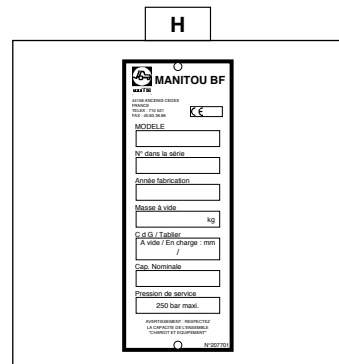 H
MANITOU BF
44158 ANCENIS CEDEX
FRANCE
TELEX : 710 521
FAX : 40.83.36.88
CE
MODELE
N° dans la série
Année fabrication
Masse à vide
kg
C d G / Tablier
A vide / En charge : mm
/
Cap. Nominale
Pression de service
250 bar maxi.
AVERTISSEMENT : RESPECTEZ
LA CAPACITE DE L'ENSEMBLE
"CHARIOT ET EQUIPEMENT"
N°207701